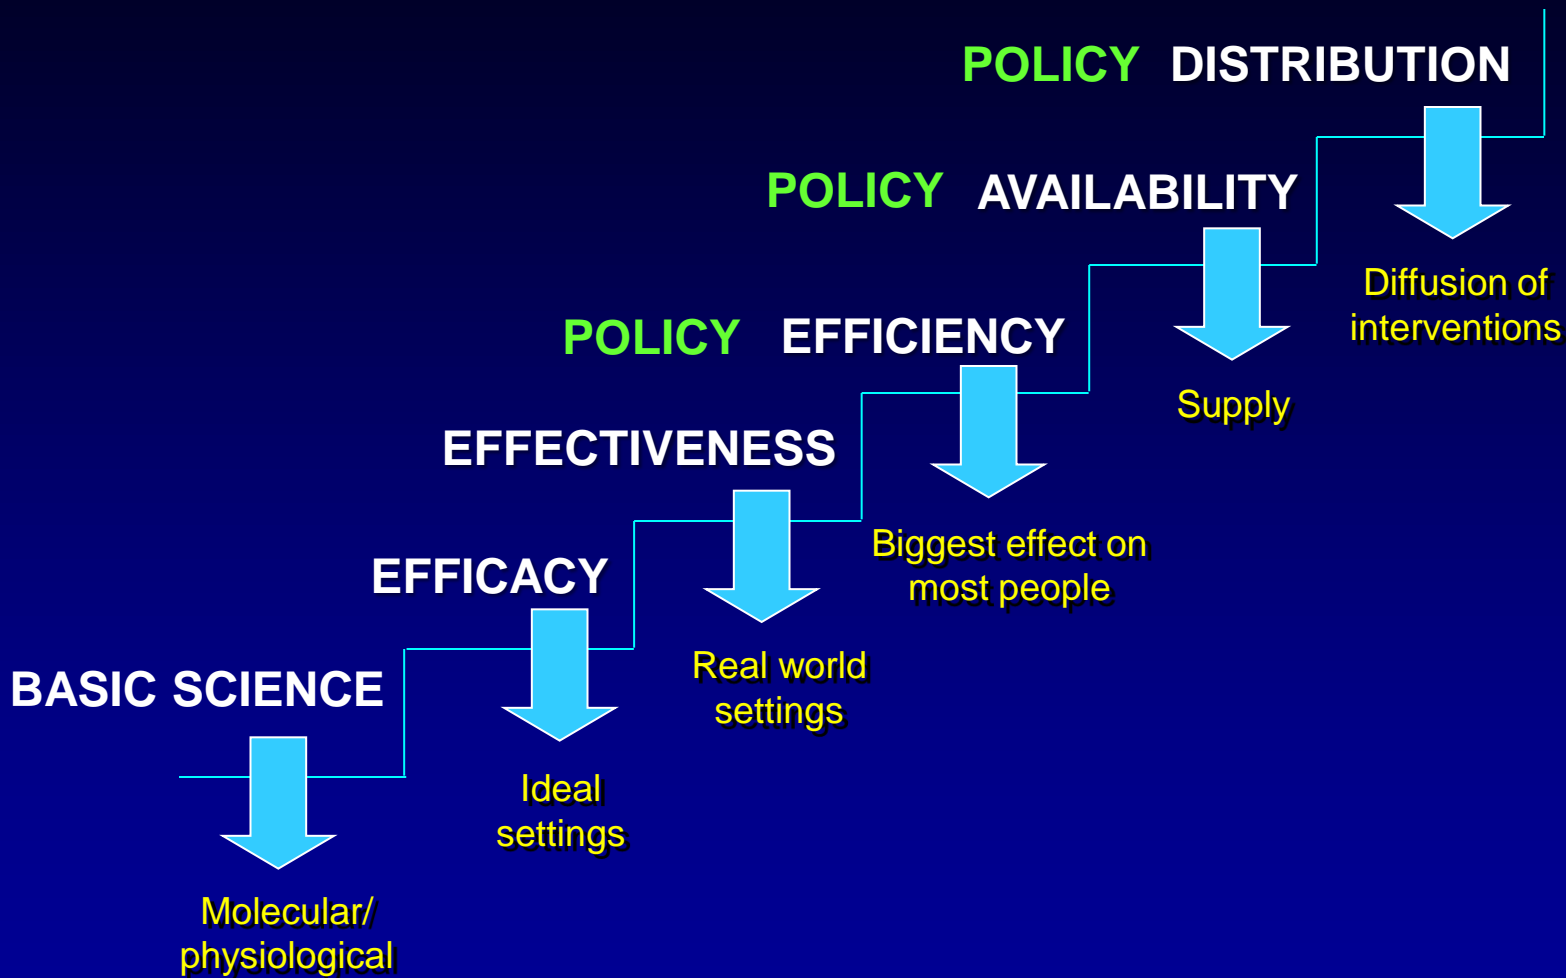 POLICY DISTRIBUTION
Diffusion of
interventions
POLICY AVAILABILITY
Supply
POLICY EFFICIENCY
Biggest effect on
most people
EFFECTIVENESS
Real world
settings
EFFICACY
Ideal
settings
BASIC SCIENCE
Molecular/
physiological